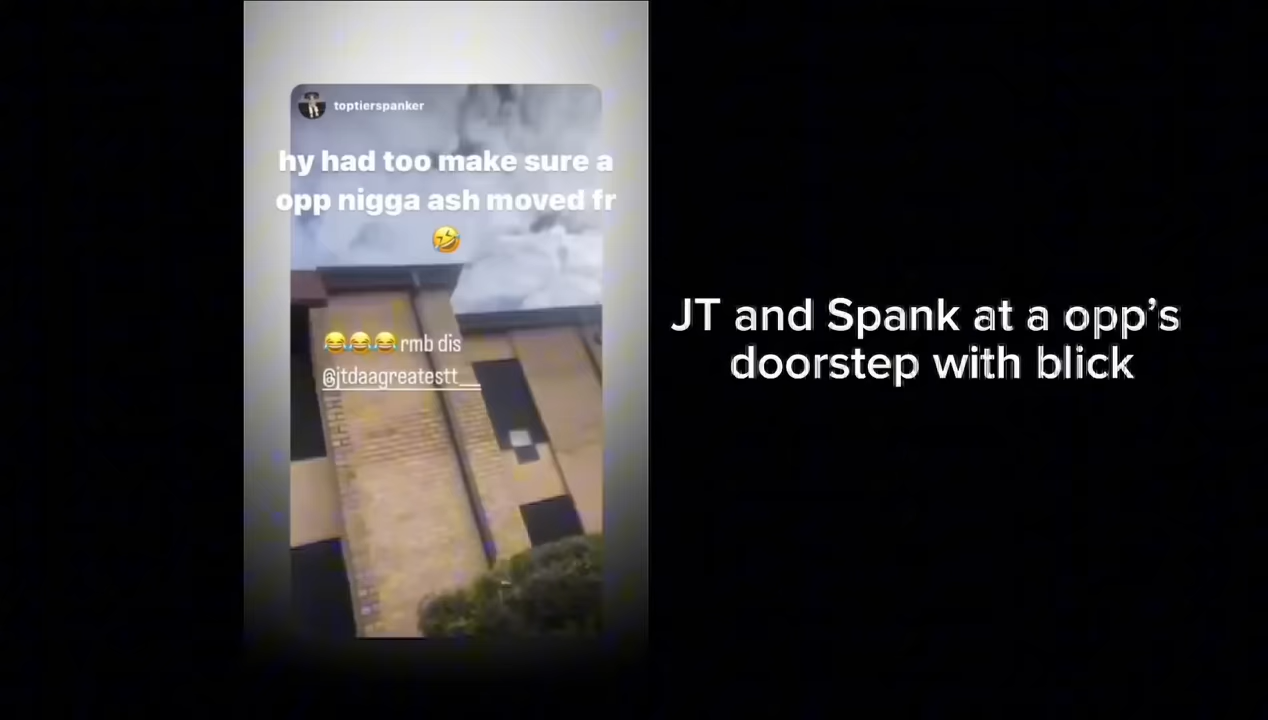 toptierspanker
hy had too make sure a
opp nigga ash moved fr
🤣
😂😂😂rmb dis
@jtdaagreatestt__
JT and Spank at a opp’s
doorstep with blick